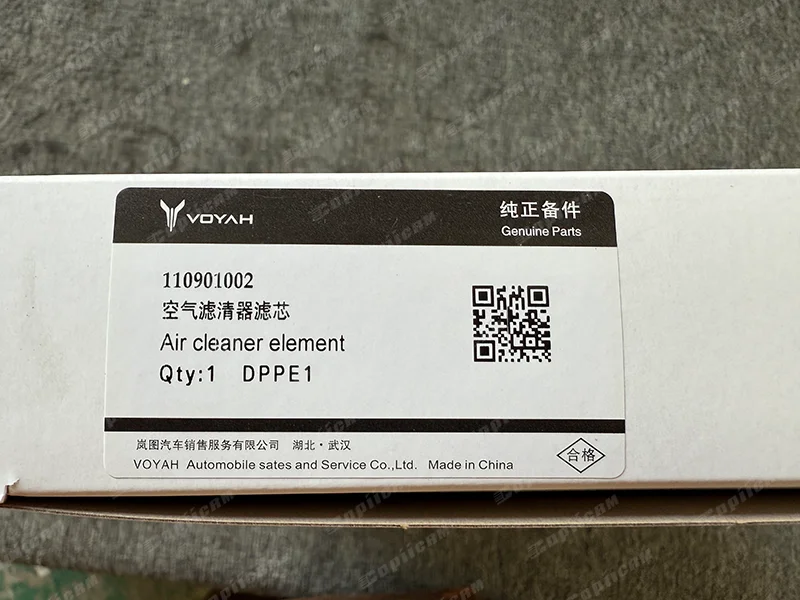 VOYAH
纯正备件
Genuine Parts
110901002
空气滤清器滤芯
Air cleaner element
Qty:1 DPPE1
岚图汽车销售服务有限公司 湖北·武汉
VOYAH Automobile sates and Service Co.,Ltd. Made in China
合格